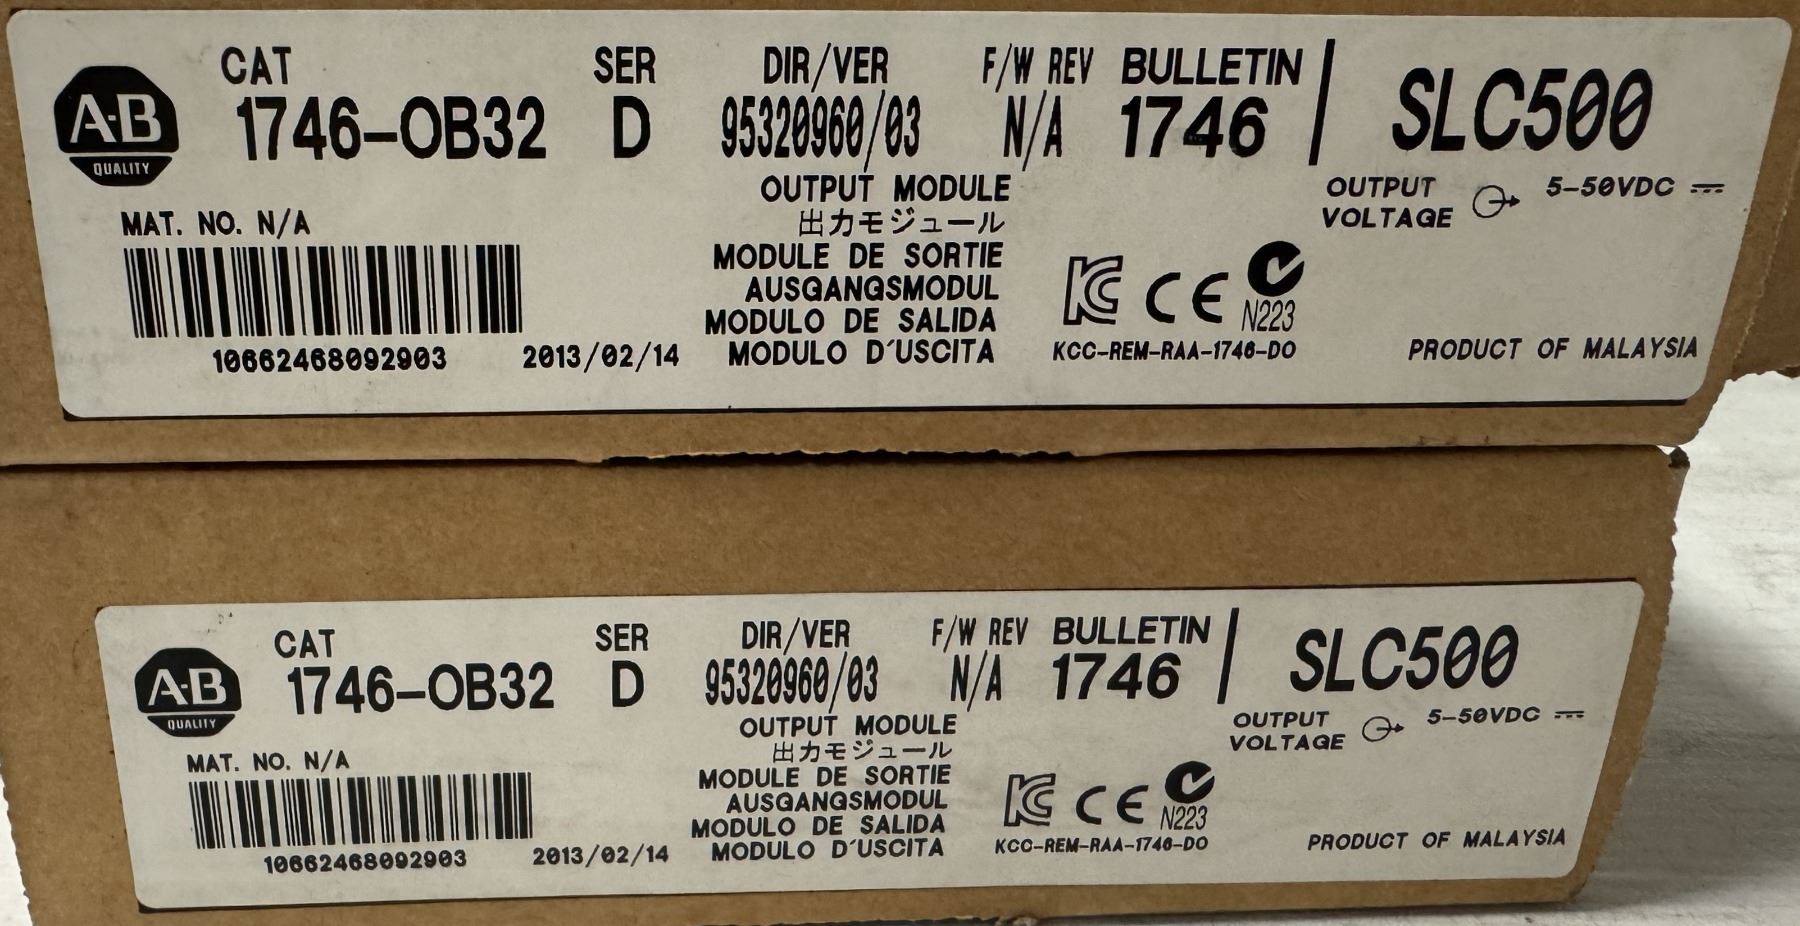 CAT SER DIR/VER F/W REV BULLETIN
A-B 1746-OB32 D 95320960/03 N/A 1746 SLC500
QUALITY
OUTPUT MODULE OUTPUT 5-50VDC
MAT. NO. N/A 出力モジュール VOLTAGE
MODULE DE SORTIE
AUSGANGSMODUL
MODULO DE SALIDA N223
10662468092903 2013/02/14 MODULO D'USCITA KCC-REM-RAA-1746-DO PRODUCT OF MALAYSIA
CAT SER DIR/VER F/W REV BULLETIN
A-B 1746-OB32 D 95320960/03 N/A 1746 SLC500
QUALITY
OUTPUT MODULE OUTPUT 5-50VDC
MAT. NO. N/A 出力モジュール VOLTAGE
MODULE DE SORTIE
AUSGANGSMODUL
MODULO DE SALIDA N223
10662468092903 2013/02/14 MODULO D'USCITA KCC-REM-RAA-1746-DO PRODUCT OF MALAYSIA